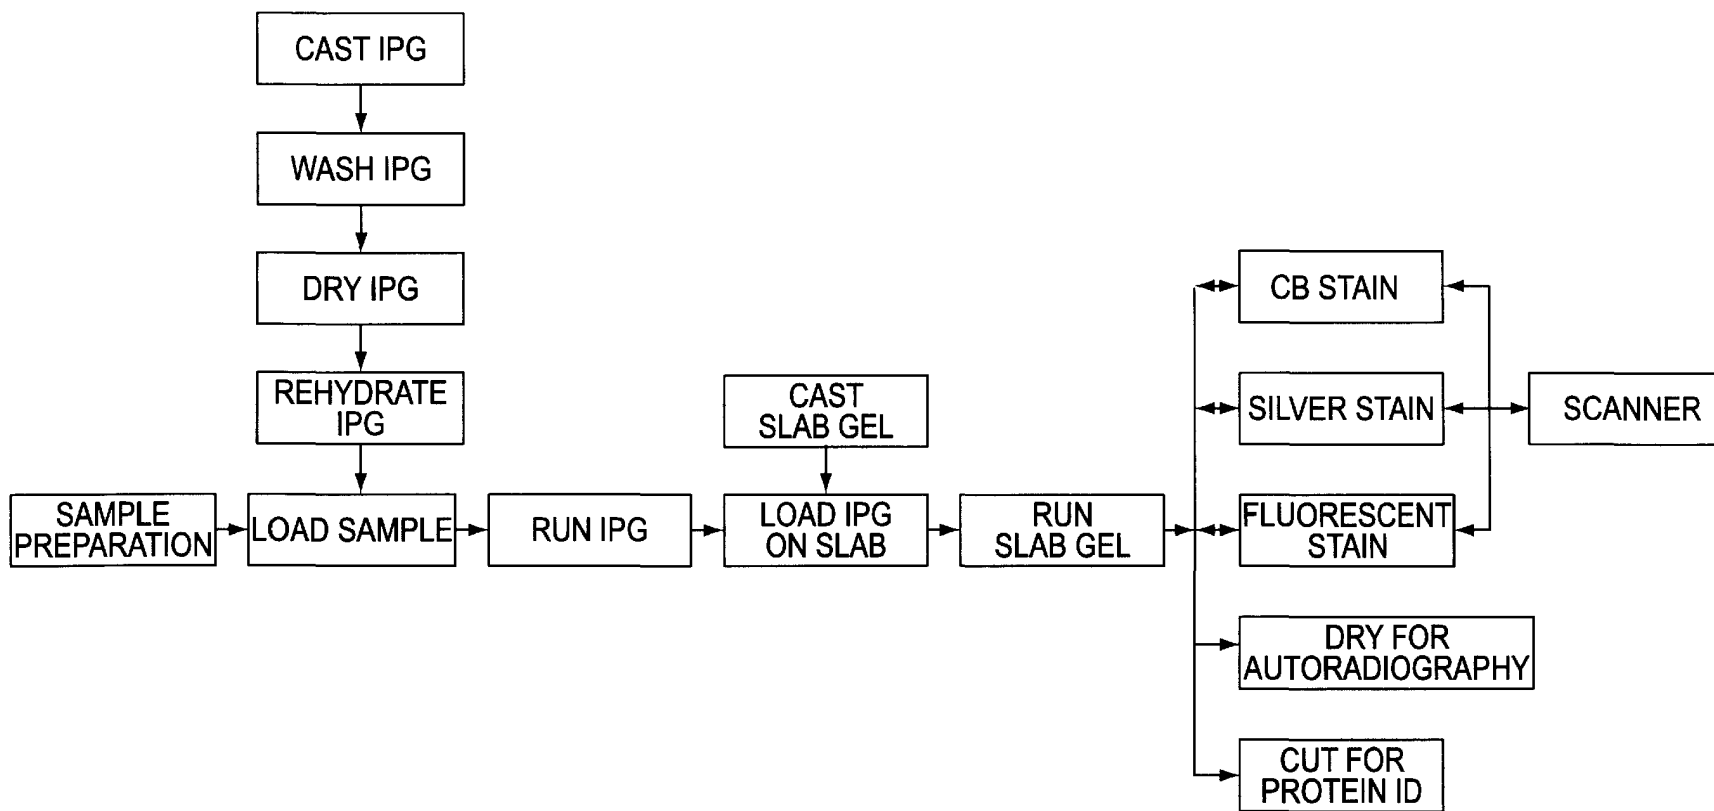 CAST IPG
WASH IPG
DRY IPG
REHYDRATE
IPG
CAST
SLAB GEL
SAMPLE
PREPARATION
LOAD SAMPLE
RUN IPG
LOAD IPG
ON SLAB
RUN
SLAB GEL
CB STAIN
SILVER STAIN
SCANNER
FLUORESCENT
STAIN
DRY FOR
AUTORADIOGRAPHY
CUT FOR
PROTEIN ID